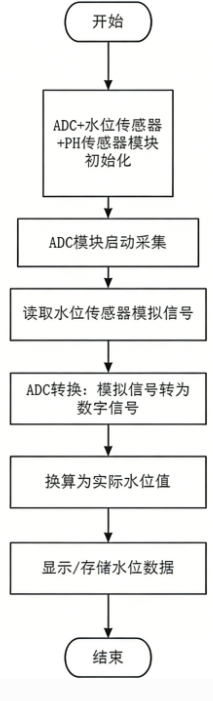 开始
ADC+水位传感器
+PH传感器模块
初始化
ADC模块启动采集
读取水位传感器模拟信号
ADC转换：模拟信号转为
数字信号
换算为实际水位值
显示/存储水位数据
结束